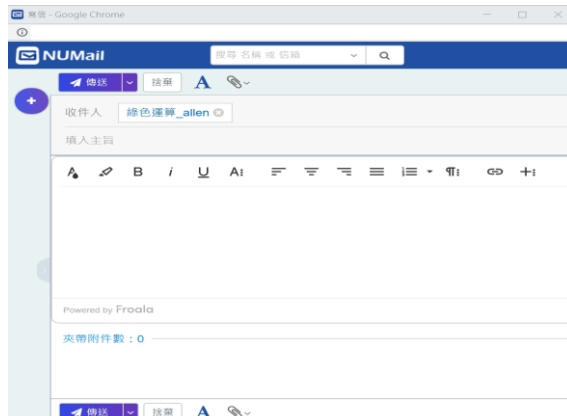 寫信 - Google Chrome
NUMail
搜尋 名稱 或 信箱
傳送 捨棄 A
收件人 綠色運算_allen
填入主旨
A B i U A
Powered by Froala
夾帶附件數：0
傳送 捨棄 A